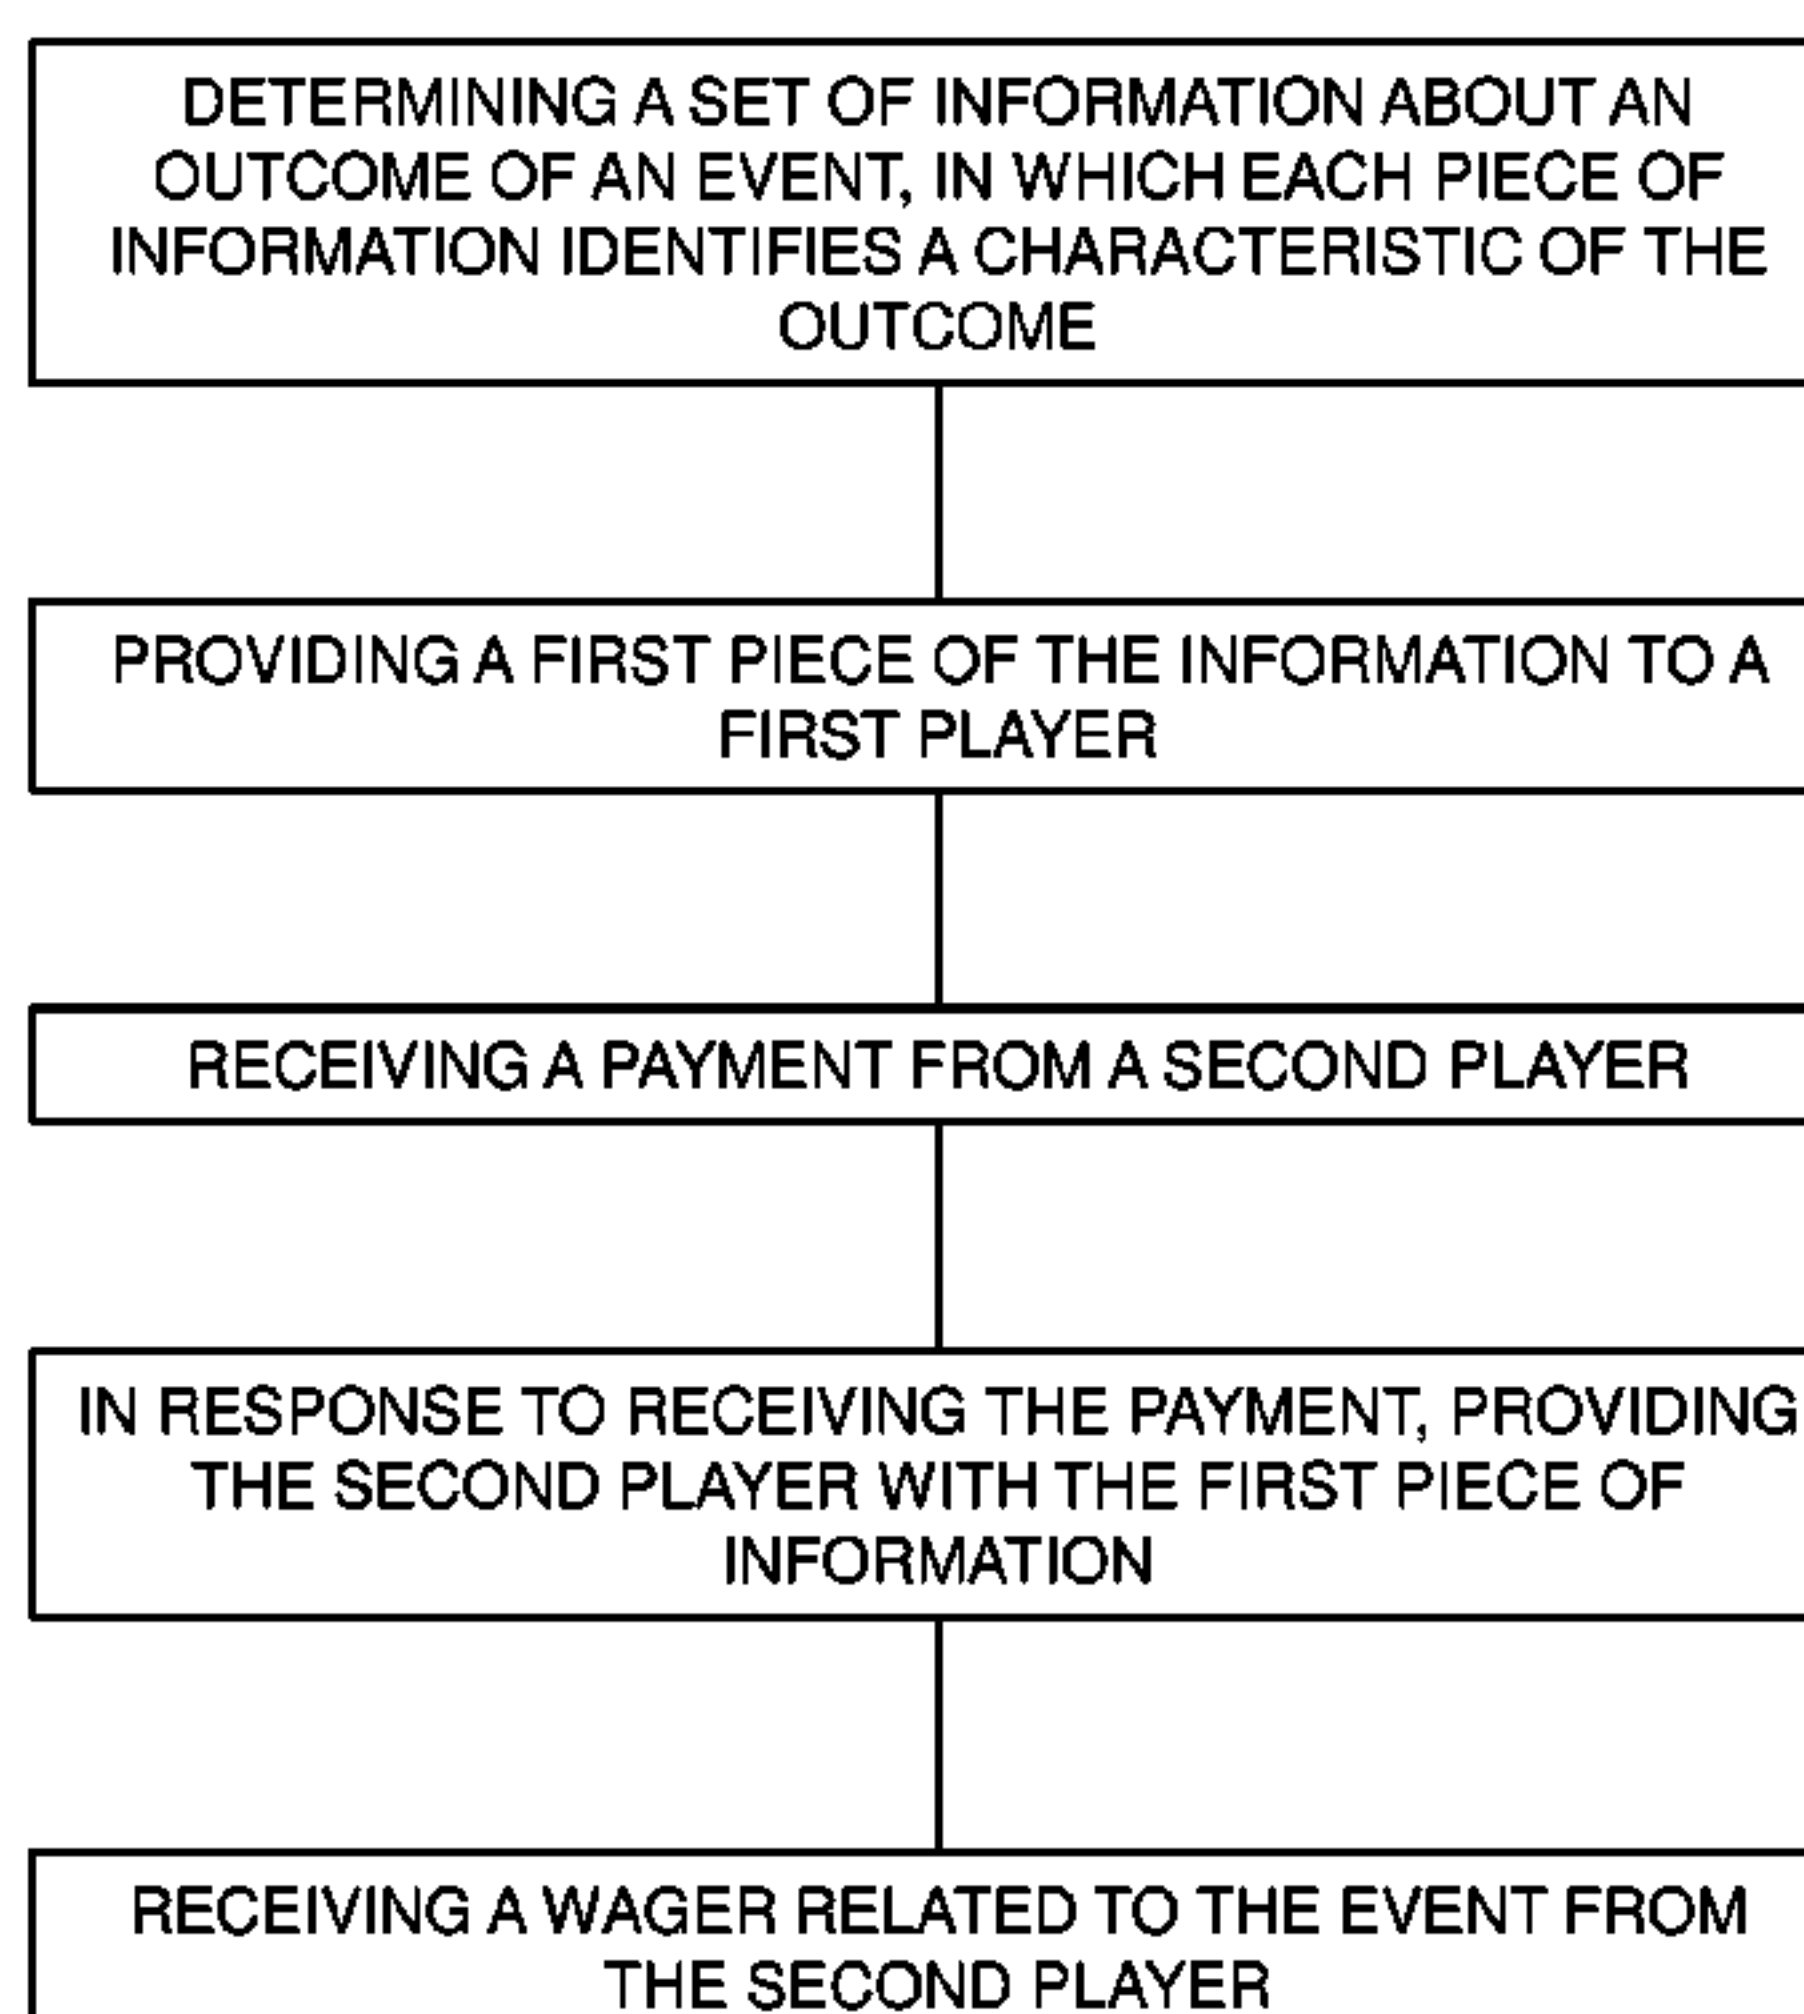 DETERMINING A SET OF INFORMATION ABOUT AN
OUTCOME OF AN EVENT, IN WHICH EACH PIECE OF
INFORMATION IDENTIFIES A CHARACTERISTIC OF THE
OUTCOME
PROVIDING A FIRST PIECE OF THE INFORMATION TO A
FIRST PLAYER
RECEIVING A PAYMENT FROM A SECOND PLAYER
IN RESPONSE TO RECEIVING THE PAYMENT, PROVIDING
THE SECOND PLAYER WITH THE FIRST PIECE OF
INFORMATION
RECEIVING A WAGER RELATED TO THE EVENT FROM
THE SECOND PLAYER